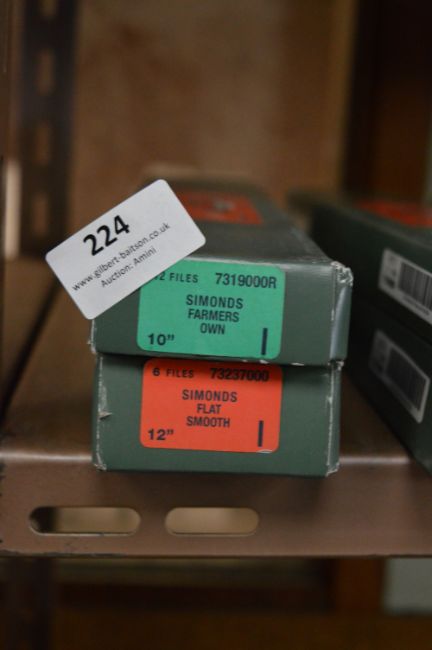 224
www.gilbert-baitson.co.uk
Auction: Amini
2 FILES 7319000R
SIMONDS
FARMERS
OWN
10"
6 FILES 73237000
SIMONDS
FLAT
SMOOTH
12"